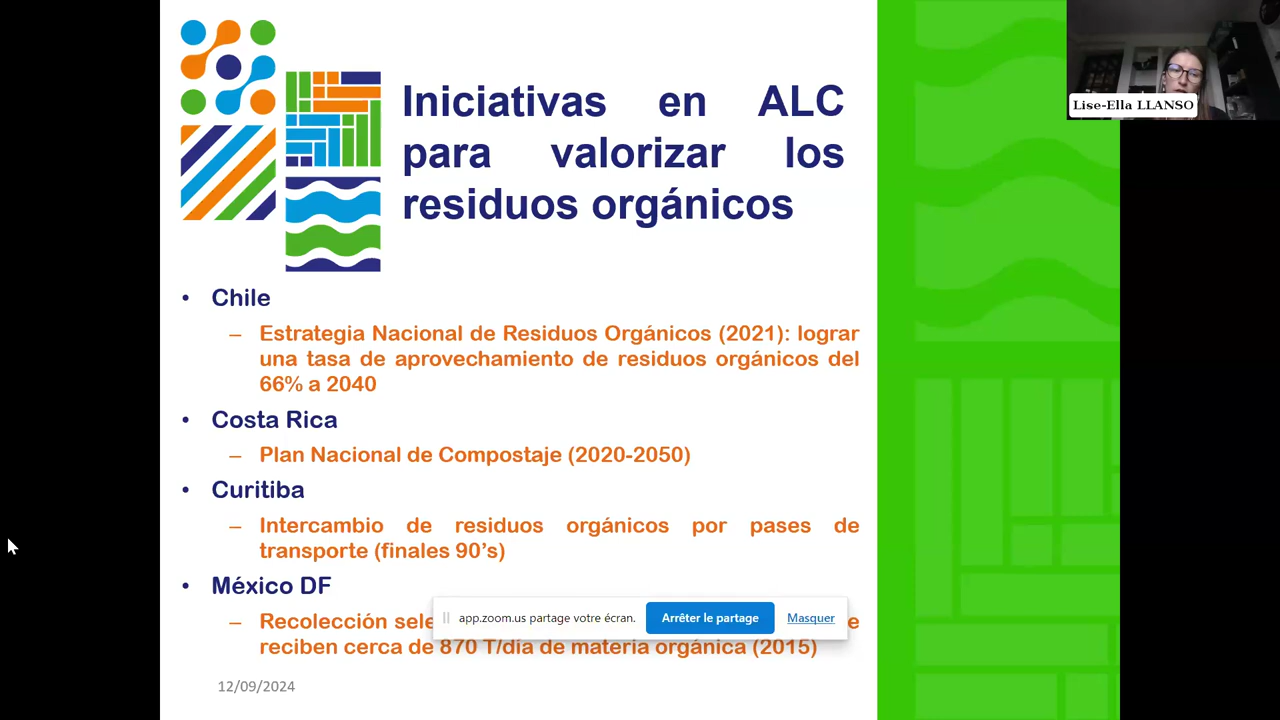 Iniciativas en ALC
para valorizar los
residuos orgánicos
Lise-Ella LLANSO
• Chile
– Estrategia Nacional de Residuos Orgánicos (2021): lograr
una tasa de aprovechamiento de residuos orgánicos del
66% a 2040
• Costa Rica
– Plan Nacional de Compostaje (2020-2050)
• Curitiba
– Intercambio de residuos orgánicos por pases de
transporte (finales 90’s)
• México DF
– Recolección
app.zoom.us partage votre écran. Arrêter le partage Masquer
reciben cerca de 870 T/día de materia orgánica (2015)
12/09/2024